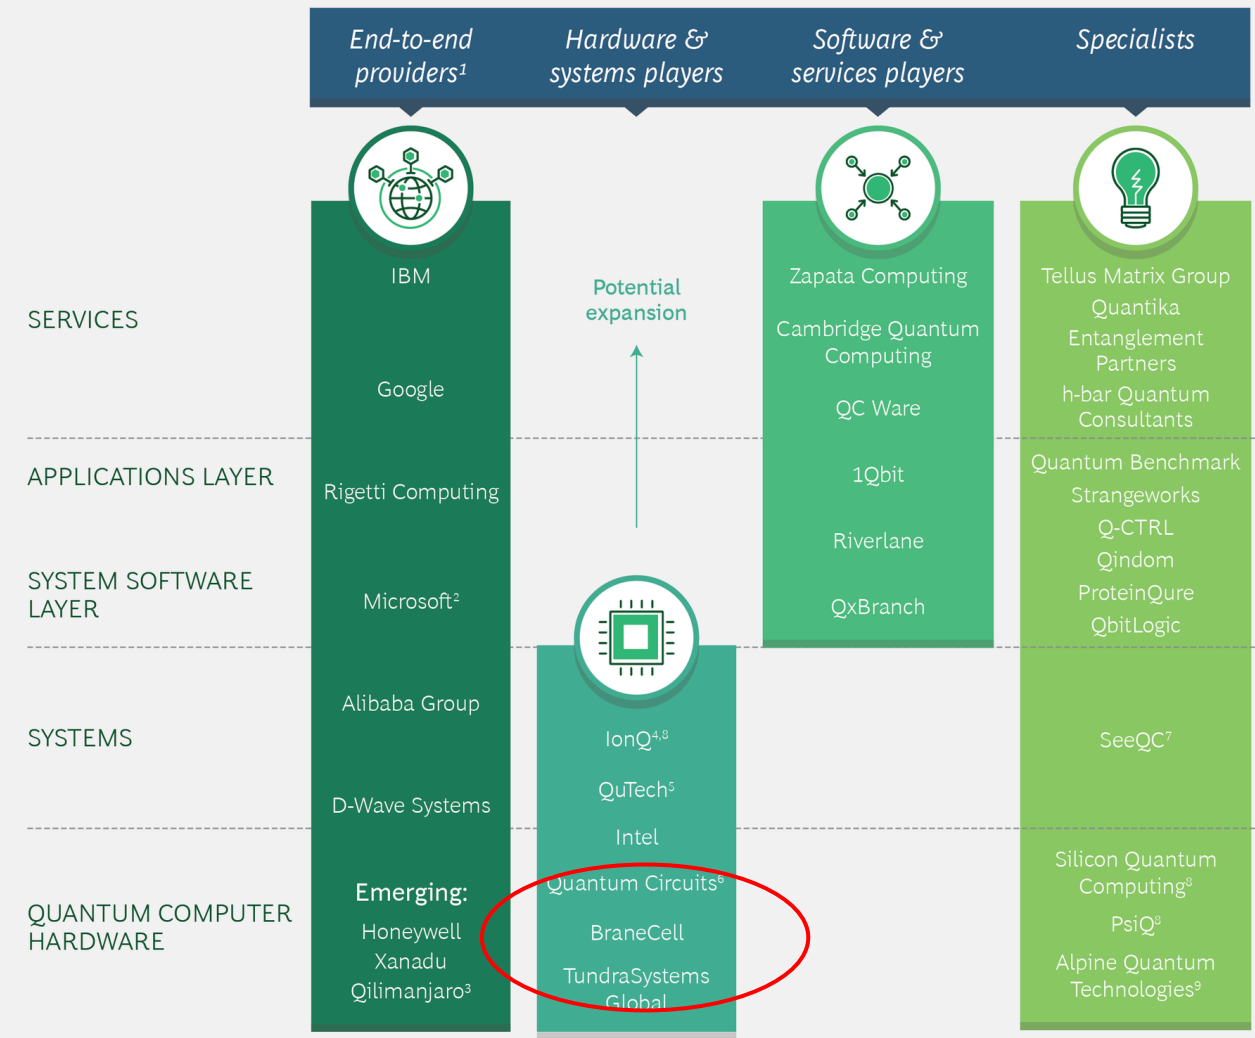 End-to-end
providers¹
Hardware &
systems players
Software &
services players
Specialists
SERVICES
APPLICATIONS LAYER
SYSTEM SOFTWARE
LAYER
SYSTEMS
QUANTUM COMPUTER
HARDWARE
IBM
Google
Rigetti Computing
Microsoft²
Alibaba Group
D-Wave Systems
Emerging:
Honeywell
Xanadu
Qilimanjaro³
Potential
expansion
IonQ⁴,⁸
QuTech⁵
Intel
Quantum Circuits⁶
BraneCell
TundraSystems
Global
Zapata Computing
Cambridge Quantum
Computing
QC Ware
1Qbit
Riverlane
QxBranch
Tellus Matrix Group
Quantika
Entanglement
Partners
h-bar Quantum
Consultants
Quantum Benchmark
Strangeworks
Q-CTRL
Qindom
ProteinQure
QbitLogic
SeeQC⁷
Silicon Quantum
Computing⁸
PsiQ⁸
Alpine Quantum
Technologies⁹